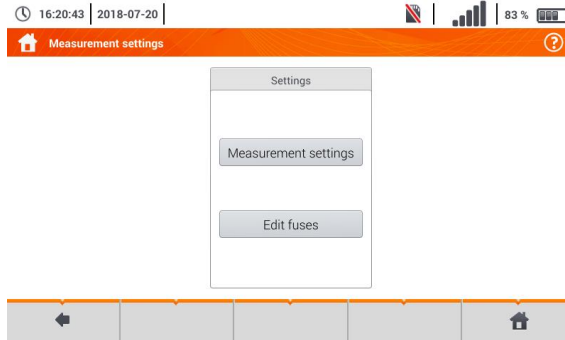 16:20:43 2018-07-20 83 %
Measurement settings ?
Settings
Measurement settings
Edit fuses